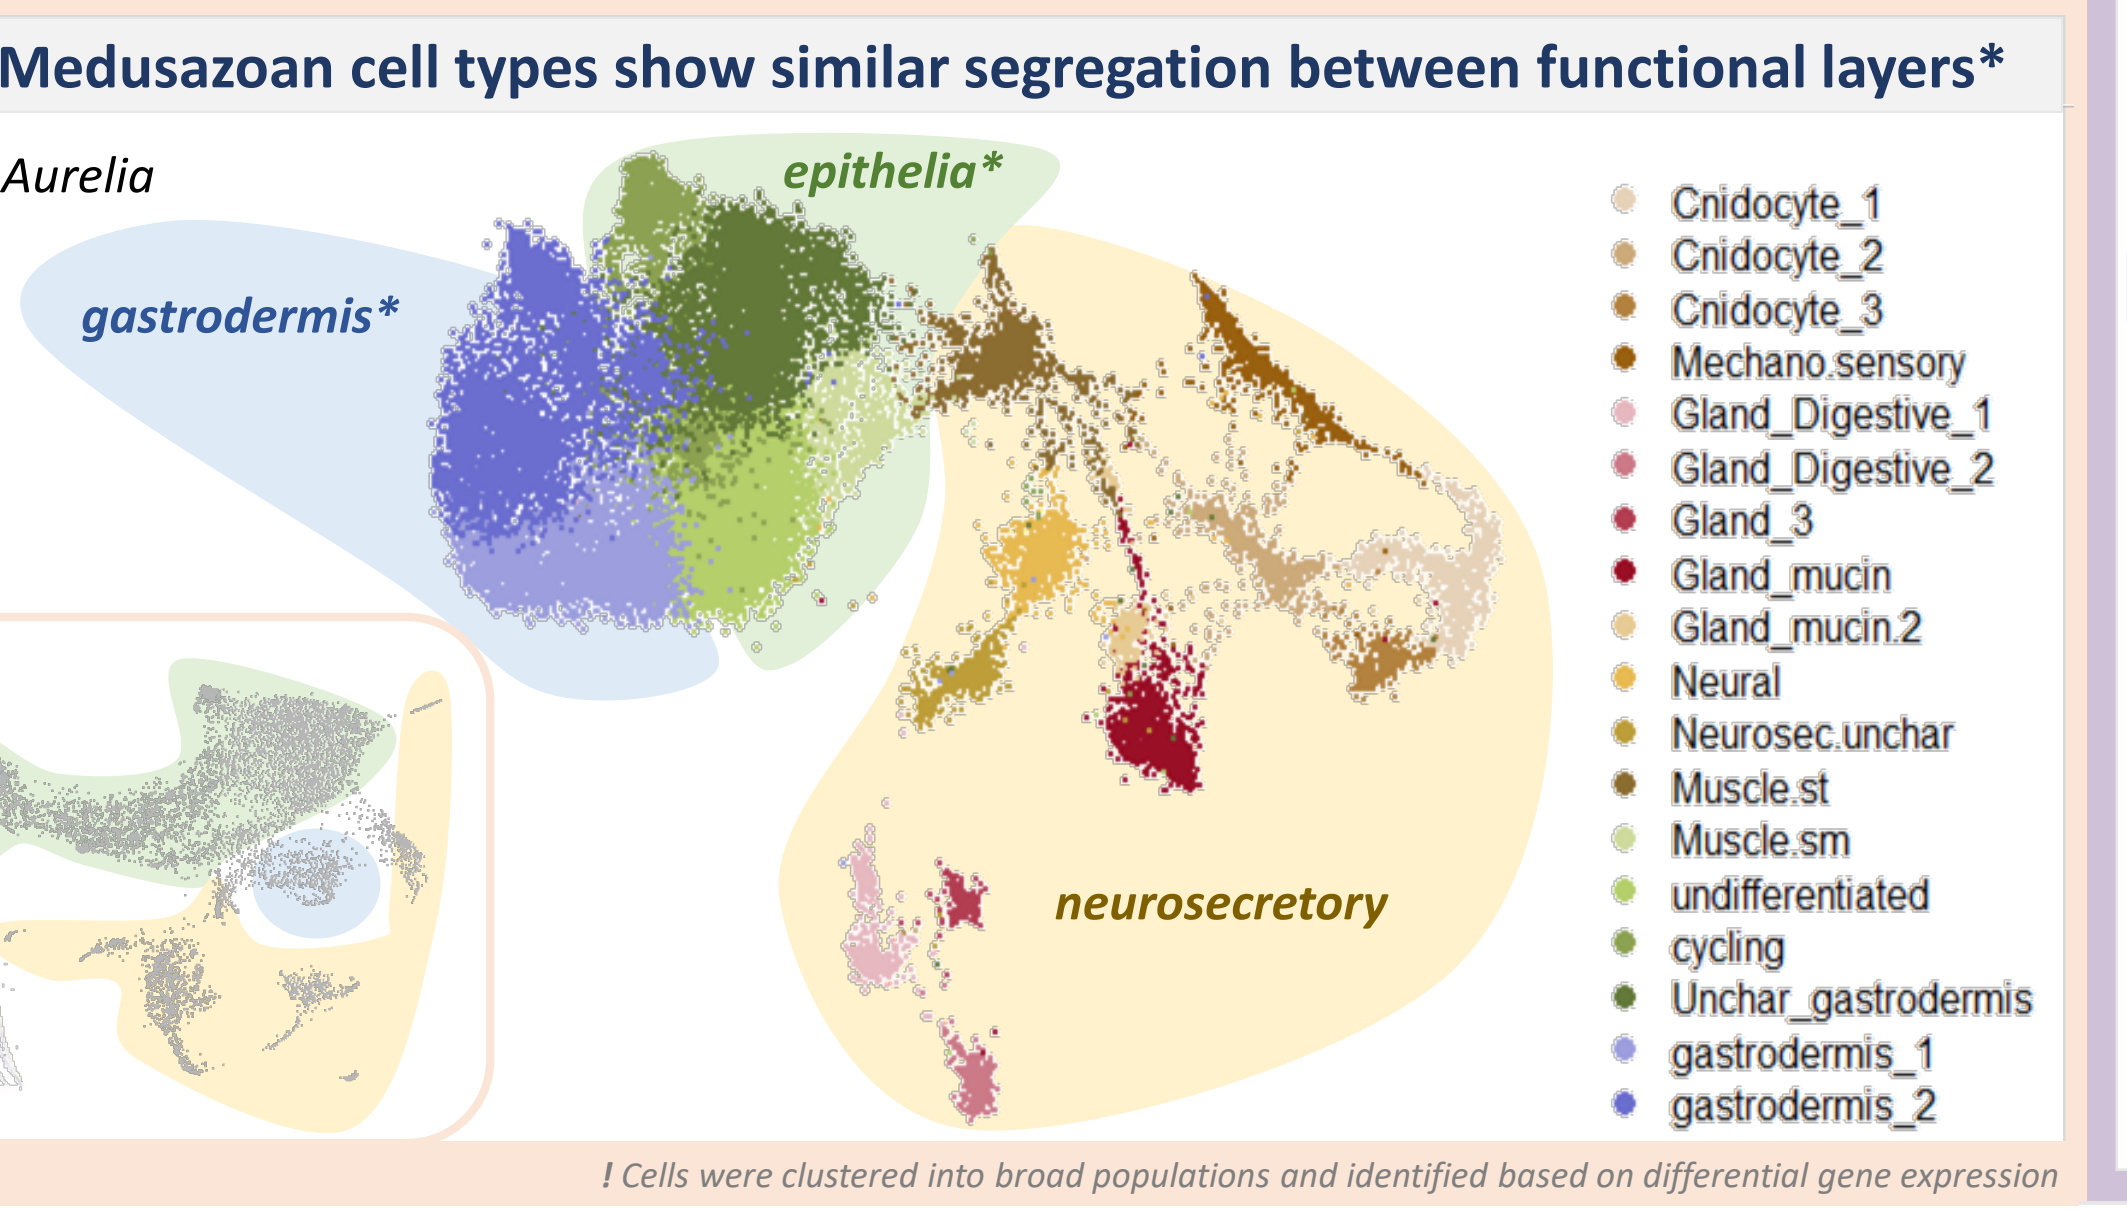 Medusazoan cell types show similar segregation between functional layers*
Aurelia
epithelia*
gastrodermis*
neurosecretory
Cnidocyte_1
Cnidocyte_2
Cnidocyte_3
Mechano.sensory
Gland_Digestive_1
Gland_Digestive_2
Gland_3
Gland_mucin
Gland_mucin.2
Neural
Neurosec.unchar
Muscle.st
Muscle.sm
undifferentiated
cycling
Unchar_gastrodermis
gastrodermis_1
gastrodermis_2
! Cells were clustered into broad populations and identified based on differential gene expression